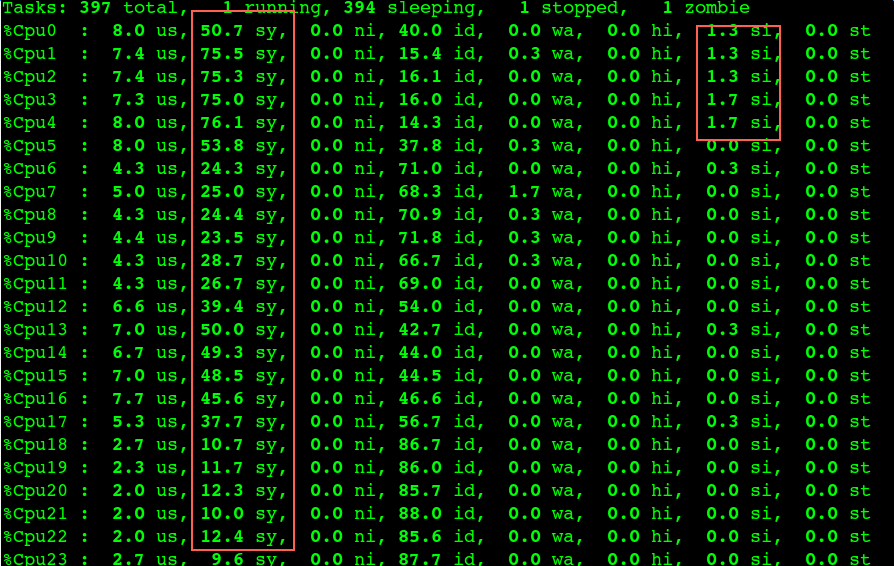 Tasks: 397 total,   1 running, 394 sleeping,   1 stopped,   1 zombie
%Cpu0  :  8.0 us, 50.7 sy,  0.0 ni, 40.0 id,  0.0 wa,  0.0 hi,  1.3 si,  0.0 st
%Cpu1  :  7.4 us, 75.5 sy,  0.0 ni, 15.4 id,  0.3 wa,  0.0 hi,  1.3 si,  0.0 st
%Cpu2  :  7.4 us, 75.3 sy,  0.0 ni, 16.1 id,  0.0 wa,  0.0 hi,  1.3 si,  0.0 st
%Cpu3  :  7.3 us, 75.0 sy,  0.0 ni, 16.0 id,  0.0 wa,  0.0 hi,  1.7 si,  0.0 st
%Cpu4  :  8.0 us, 76.1 sy,  0.0 ni, 14.3 id,  0.0 wa,  0.0 hi,  1.7 si,  0.0 st
%Cpu5  :  8.0 us, 53.8 sy,  0.0 ni, 37.8 id,  0.3 wa,  0.0 hi,  0.0 si,  0.0 st
%Cpu6  :  4.3 us, 24.3 sy,  0.0 ni, 71.0 id,  0.0 wa,  0.0 hi,  0.3 si,  0.0 st
%Cpu7  :  5.0 us, 25.0 sy,  0.0 ni, 68.3 id,  1.7 wa,  0.0 hi,  0.0 si,  0.0 st
%Cpu8  :  4.3 us, 24.4 sy,  0.0 ni, 70.9 id,  0.3 wa,  0.0 hi,  0.0 si,  0.0 st
%Cpu9  :  4.4 us, 23.5 sy,  0.0 ni, 71.8 id,  0.3 wa,  0.0 hi,  0.0 si,  0.0 st
%Cpu10 :  4.3 us, 28.7 sy,  0.0 ni, 66.7 id,  0.3 wa,  0.0 hi,  0.0 si,  0.0 st
%Cpu11 :  4.3 us, 26.7 sy,  0.0 ni, 69.0 id,  0.0 wa,  0.0 hi,  0.0 si,  0.0 st
%Cpu12 :  6.6 us, 39.4 sy,  0.0 ni, 54.0 id,  0.0 wa,  0.0 hi,  0.0 si,  0.0 st
%Cpu13 :  7.0 us, 50.0 sy,  0.0 ni, 42.7 id,  0.0 wa,  0.0 hi,  0.3 si,  0.0 st
%Cpu14 :  6.7 us, 49.3 sy,  0.0 ni, 44.0 id,  0.0 wa,  0.0 hi,  0.0 si,  0.0 st
%Cpu15 :  7.0 us, 48.5 sy,  0.0 ni, 44.5 id,  0.0 wa,  0.0 hi,  0.0 si,  0.0 st
%Cpu16 :  7.7 us, 45.6 sy,  0.0 ni, 46.6 id,  0.0 wa,  0.0 hi,  0.0 si,  0.0 st
%Cpu17 :  5.3 us, 37.7 sy,  0.0 ni, 56.7 id,  0.0 wa,  0.0 hi,  0.3 si,  0.0 st
%Cpu18 :  2.7 us, 10.7 sy,  0.0 ni, 86.7 id,  0.0 wa,  0.0 hi,  0.0 si,  0.0 st
%Cpu19 :  2.3 us, 11.7 sy,  0.0 ni, 86.0 id,  0.0 wa,  0.0 hi,  0.0 si,  0.0 st
%Cpu20 :  2.0 us, 12.3 sy,  0.0 ni, 85.7 id,  0.0 wa,  0.0 hi,  0.0 si,  0.0 st
%Cpu21 :  2.0 us, 10.0 sy,  0.0 ni, 88.0 id,  0.0 wa,  0.0 hi,  0.0 si,  0.0 st
%Cpu22 :  2.0 us, 12.4 sy,  0.0 ni, 85.6 id,  0.0 wa,  0.0 hi,  0.0 si,  0.0 st
%Cpu23 :  2.7 us,  9.6 sy,  0.0 ni, 87.7 id,  0.0 wa,  0.0 hi,  0.0 si,  0.0 st